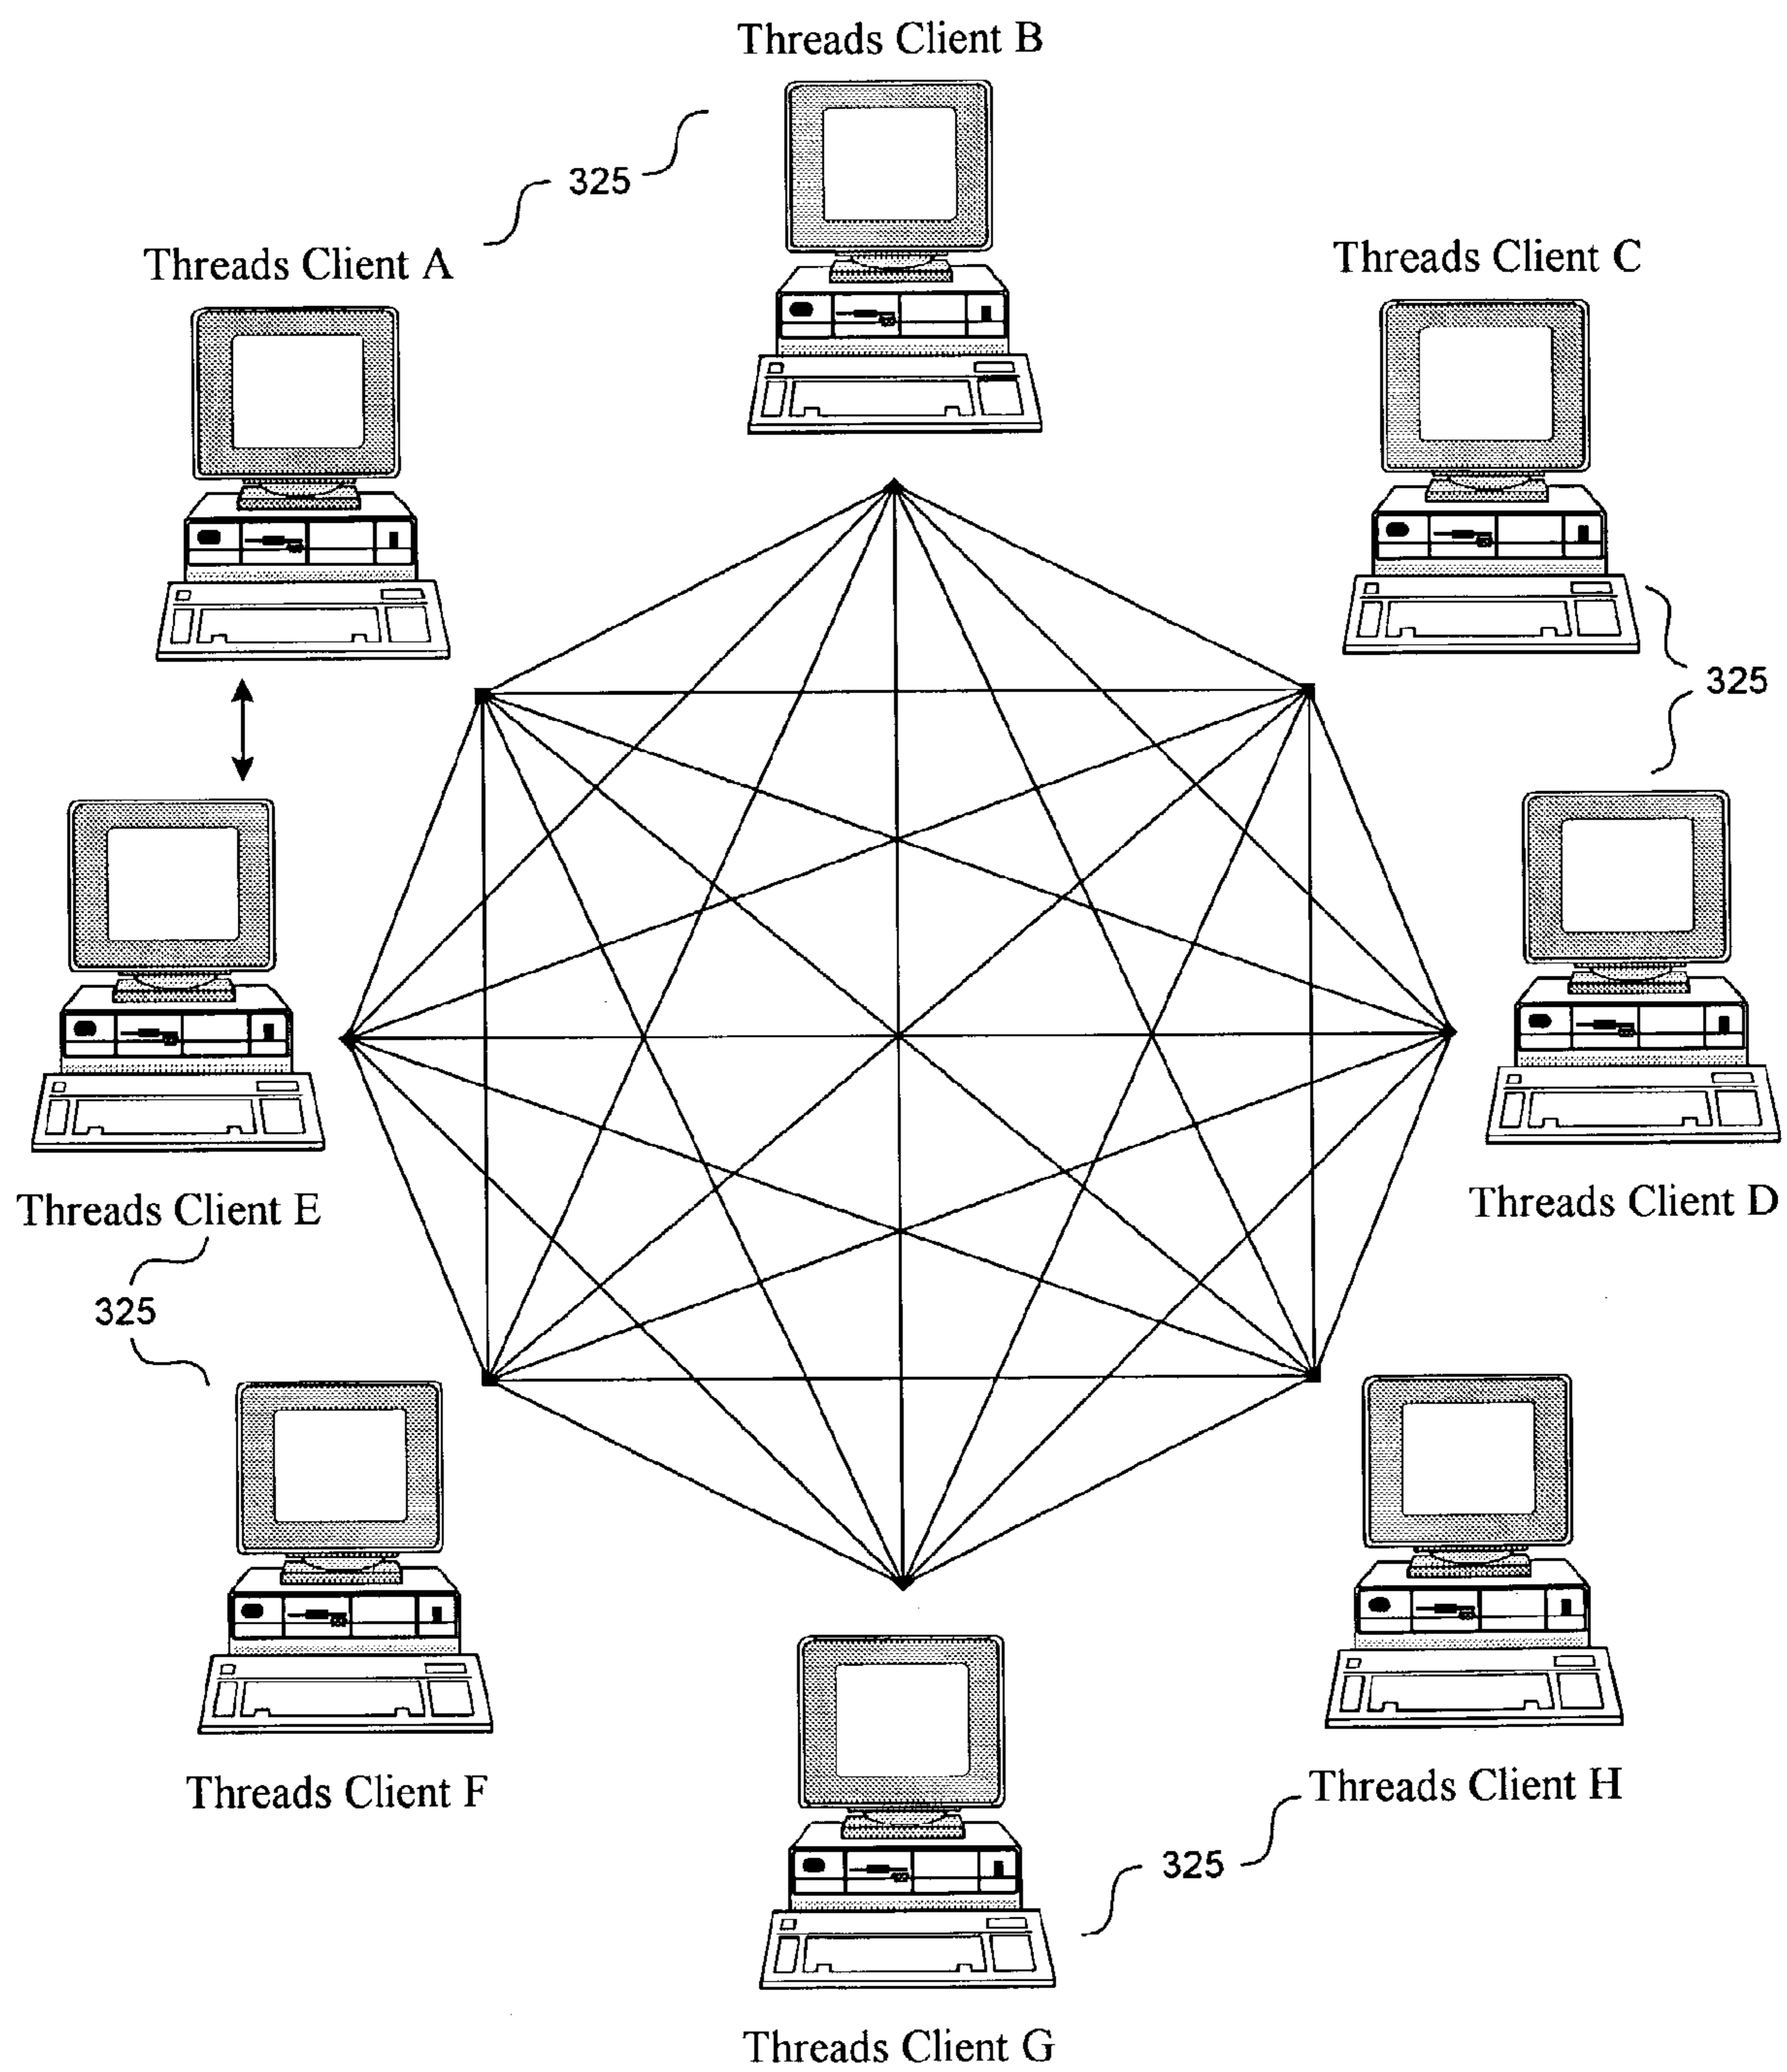 Threads Client B
325
Threads Client A
Threads Client C
325
Threads Client E
Threads Client D
325
Threads Client F
Threads Client H
325
Threads Client G